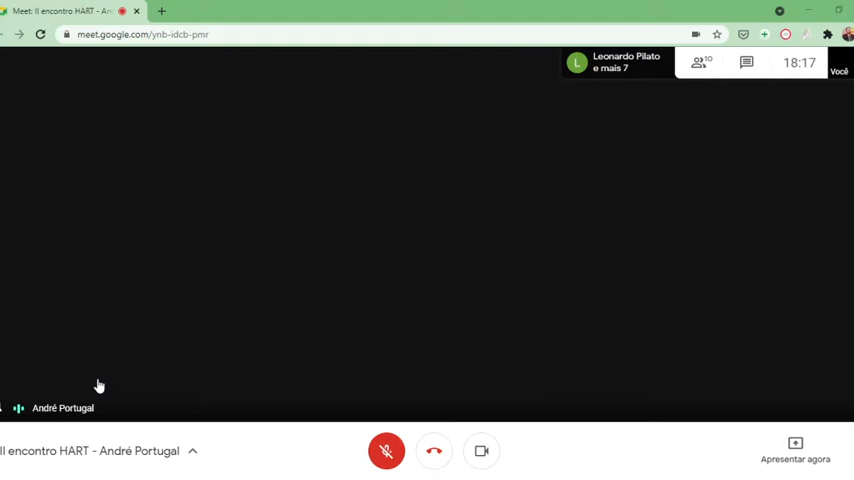 Meet: II encontro HART - An
meet.google.com/ynb-idcb-pmr
L
Leonardo Pilato
e mais 7
10
18:17
Você
André Portugal
II encontro HART - André Portugal
Apresentar agora